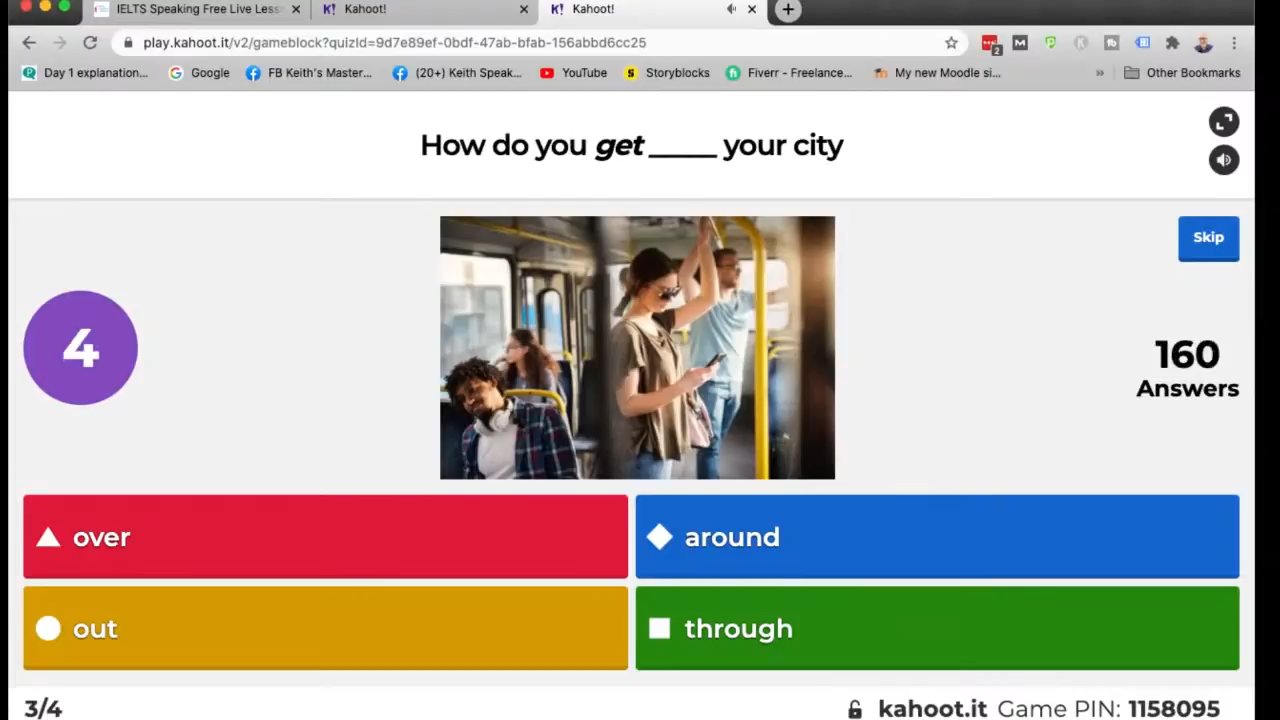 IELTS Speaking Free Live Less
Kahoot!
Kahoot!
play.kahoot.it/v2/gameblock?quizId=9d7e89ef-0bdf-47ab-bfab-156abbd6cc25
2
Day 1 explanation...
Google
FB Keith's Master...
(20+) Keith Speak...
YouTube
Storyblocks
Fiverr - Freelance...
My new Moodle si...
»
Other Bookmarks
How do you get _____ your city
Skip
4
160
Answers
over
around
out
through
3/4
kahoot.it Game PIN: 1158095